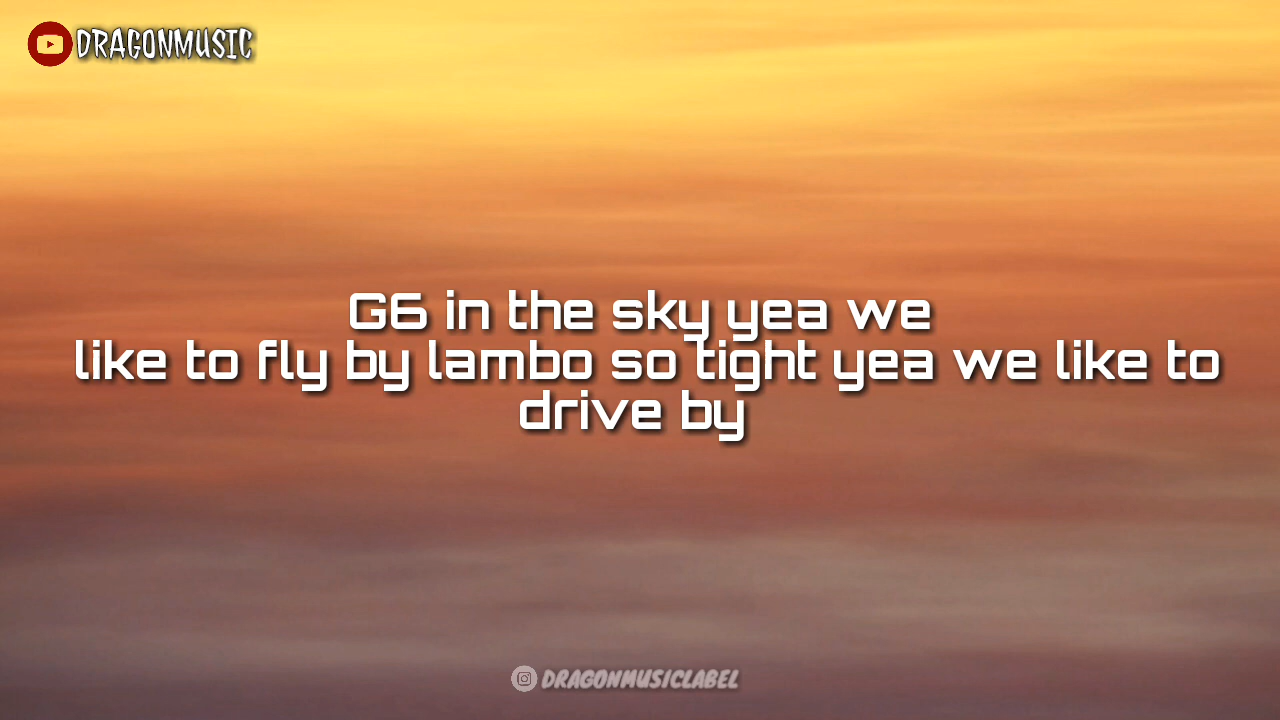 DRAGONMUSIC
G6 in the sky yea we
like to fly by lambo so tight yea we like to
drive by
DRAGONMUSICLABEL